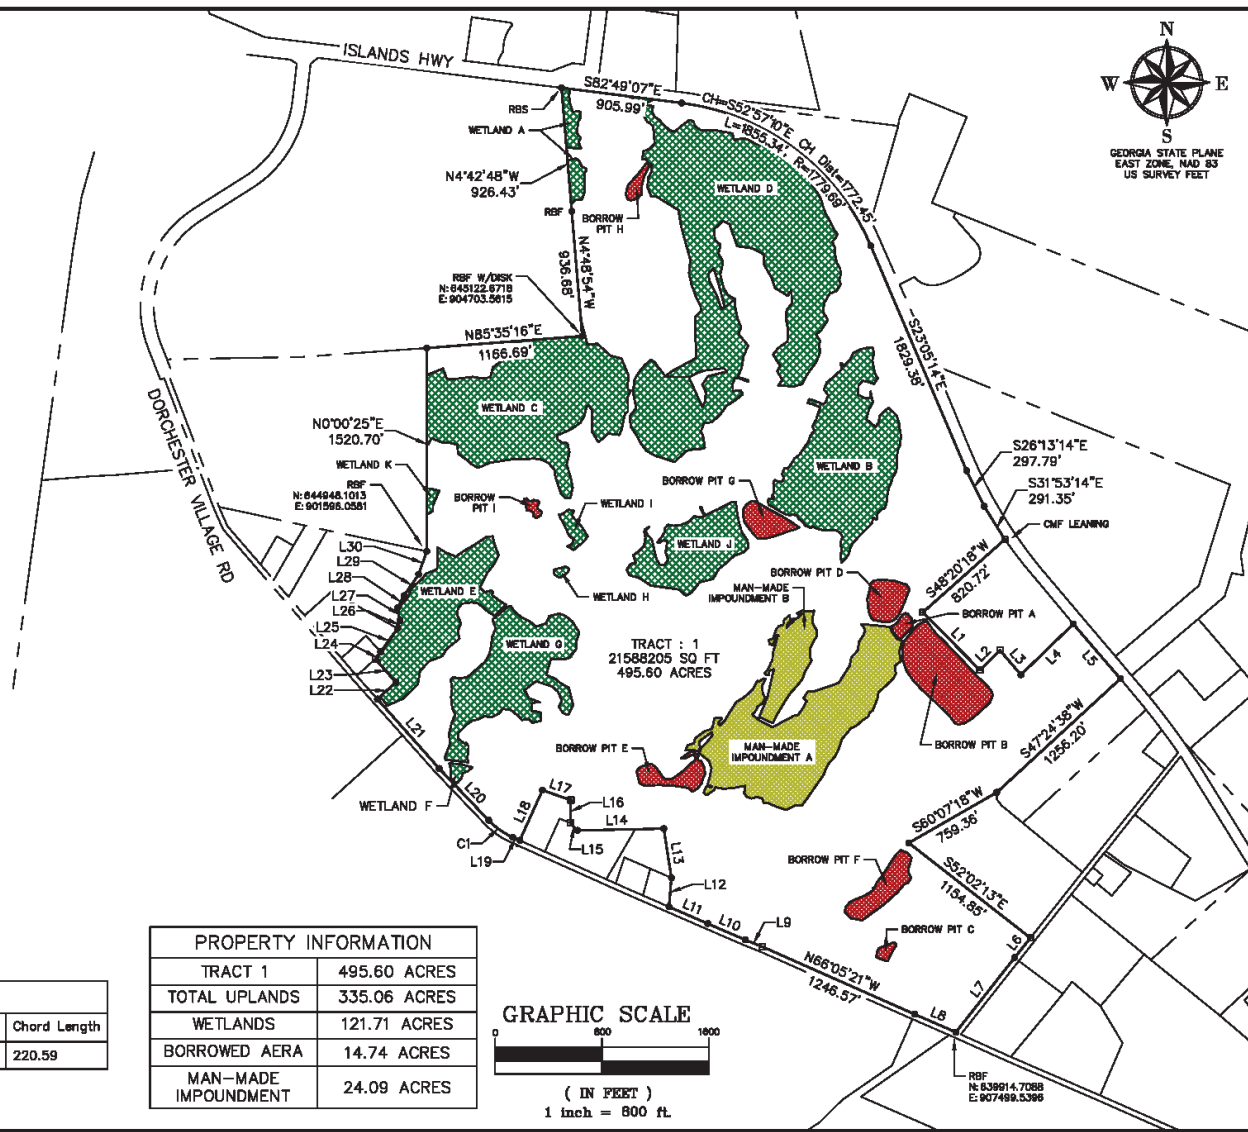 ISLANDS HWY
N
W
E
S
GEORGIA STATE PLANE
EAST ZONE, NAD 83
US SURVEY FEET
S82°49'07"E
905.99'
CH=S52°57'10"E CH Dist=1772.45'
L=1855.34', R=1779.69'
RBS
WETLAND A
N4°42'48"W
926.43'
RBF
WETLAND D
BORROW
PIT H
N4°48'54"W
936.68'
RBF W/DISK
N: 645122.6718
E: 904703.5615
N85°35'16"E
1166.69'
S23°05'14"E
1829.38'
DORCHESTER VILLAGE RD
WETLAND C
N0°00'25"E
1520.70'
WETLAND K
RBF
N: 644948.1013
E: 901598.0581
BORROW
PIT I
WETLAND I
BORROW PIT G
WETLAND B
S26°13'14"E
297.79'
S31°53'14"E
291.35'
CMF LEANING
WETLAND J
WETLAND H
L30
L29
L28
L27
L26
L25
L24
L23
L22
WETLAND E
WETLAND G
BORROW PIT D
MAN-MADE
IMPOUNDMENT B
S48°20'18"W
820.72'
BORROW PIT A
L1
L2
L3
L4
L5
TRACT : 1
21588205 SQ FT
495.60 ACRES
BORROW PIT B
S47°24'38"W
1256.20'
MAN-MADE
IMPOUNDMENT A
BORROW PIT E
L21
WETLAND F
L20
C1
L19
L18
L17
L16
L14
L15
L13
L12
L11
L10
L9
S60°07'18"W
759.36'
BORROW PIT F
S52°02'13"E
1154.85'
BORROW PIT C
N66°05'21"W
1246.57'
L6
L7
L8
RBF
N: 639914.7088
E: 907499.5396
PROPERTY INFORMATION
TRACT 1 495.60 ACRES
TOTAL UPLANDS 335.06 ACRES
WETLANDS 121.71 ACRES
BORROWED AERA 14.74 ACRES
MAN-MADE
IMPOUNDMENT 24.09 ACRES
Chord Length
220.59
GRAPHIC SCALE
0 800 1600
( IN FEET )
1 inch = 800 ft.